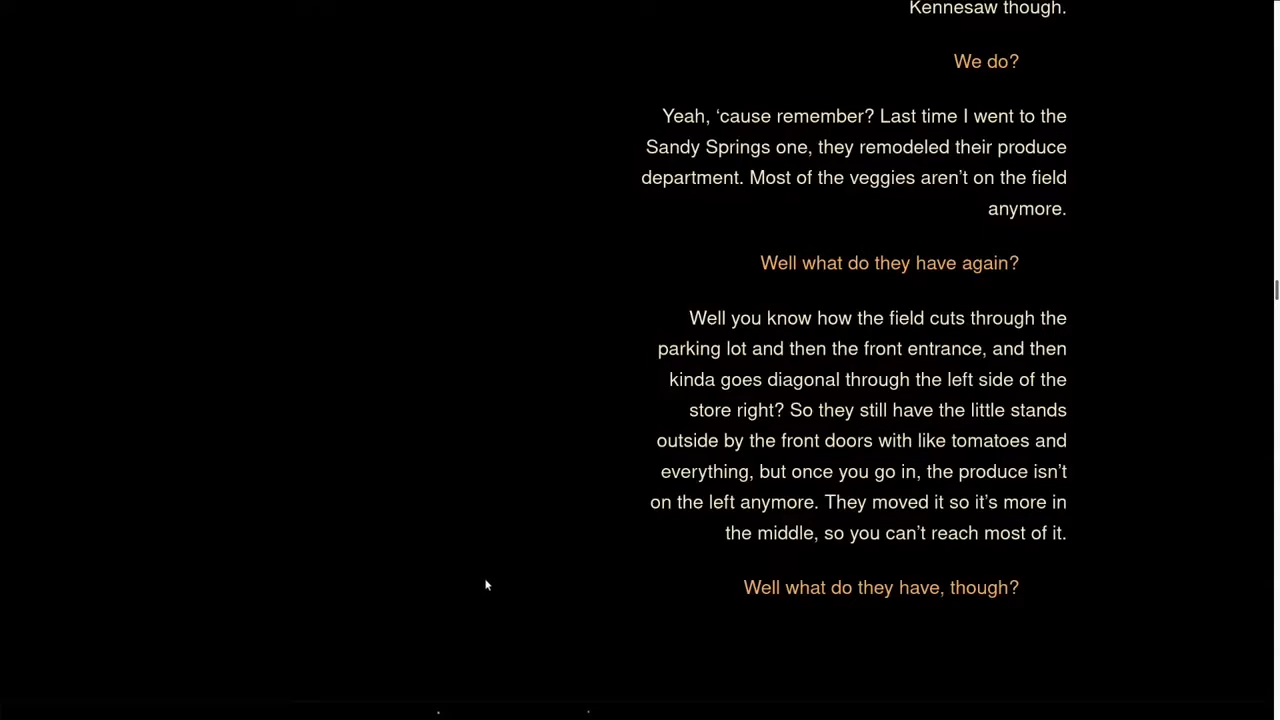 Kennesaw though.
We do?
Yeah, ‘cause remember? Last time I went to the
Sandy Springs one, they remodeled their produce
department. Most of the veggies aren’t on the field
anymore.
Well what do they have again?
Well you know how the field cuts through the
parking lot and then the front entrance, and then
kinda goes diagonal through the left side of the
store right? So they still have the little stands
outside by the front doors with like tomatoes and
everything, but once you go in, the produce isn’t
on the left anymore. They moved it so it’s more in
the middle, so you can’t reach most of it.
Well what do they have, though?